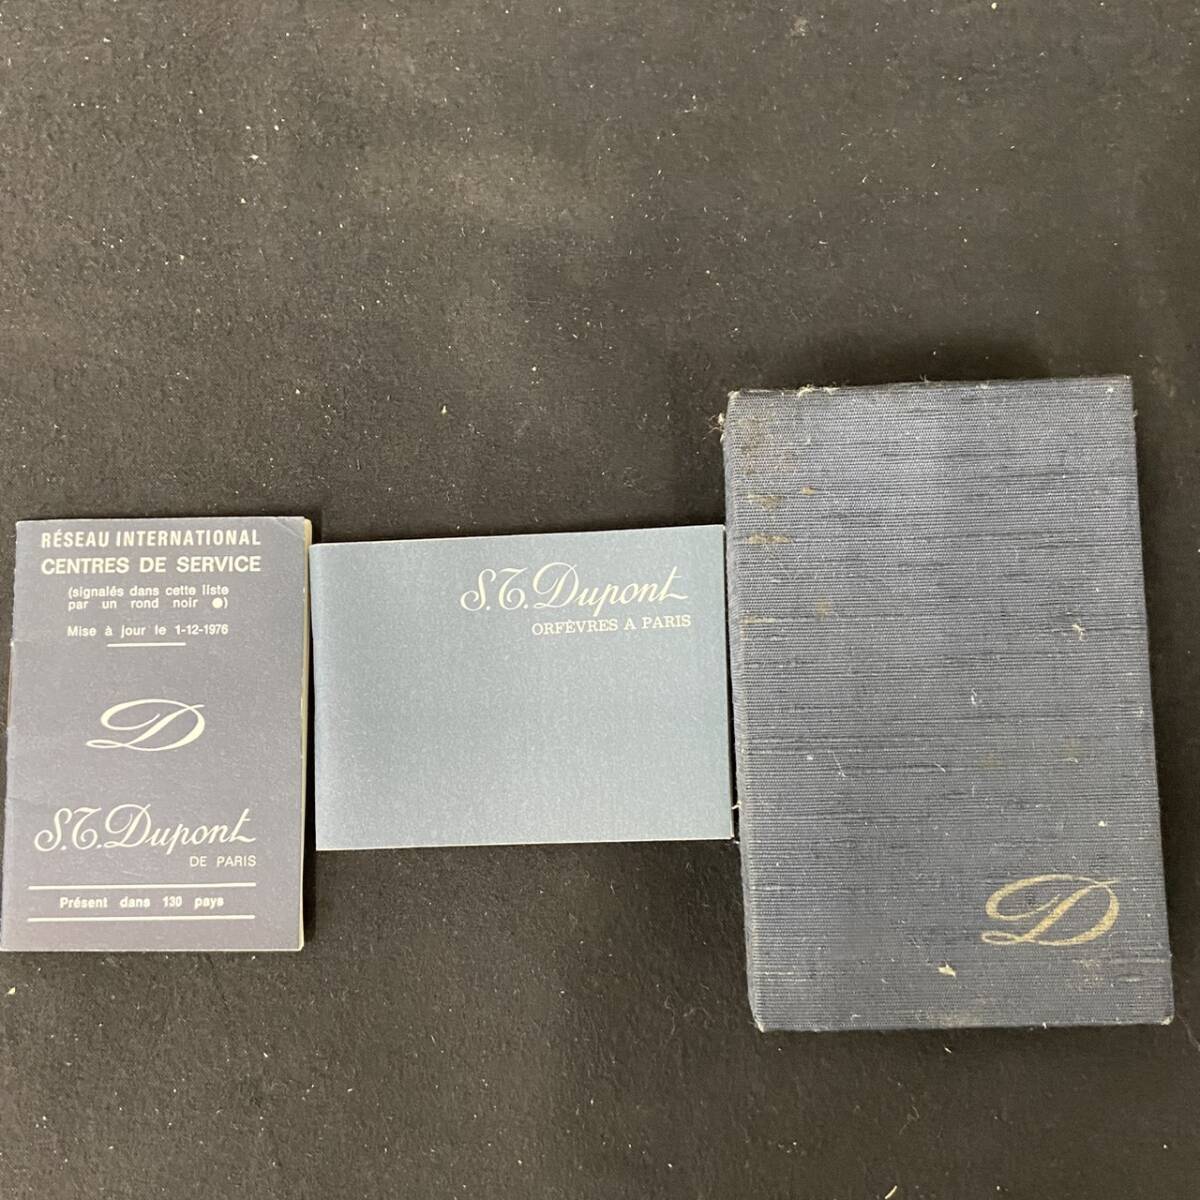 RÉSEAU INTERNATIONAL
CENTRES DE SERVICE
(signalés dans cette liste
par un rond noir ●)
Mise à jour le 1-12-1976
D
S.T. Dupont
DE PARIS
Présent dans 130 pays
S.T. Dupont
ORFÈVRES A PARIS
D